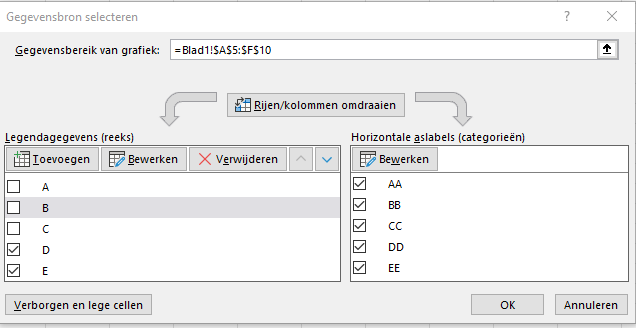 Gegevensbron selecteren ? ×
Gegevensbereik van grafiek: =Blad1!$A$5:$F$10
Rijen/kolommen omdraaien
Legendagegevens (reeks)
Toevoegen Bewerken Verwijderen
A
B
C
D
E
Horizontale aslabels (categorieën)
Bewerken
AA
BB
CC
DD
EE
Verborgen en lege cellen
OK Annuleren